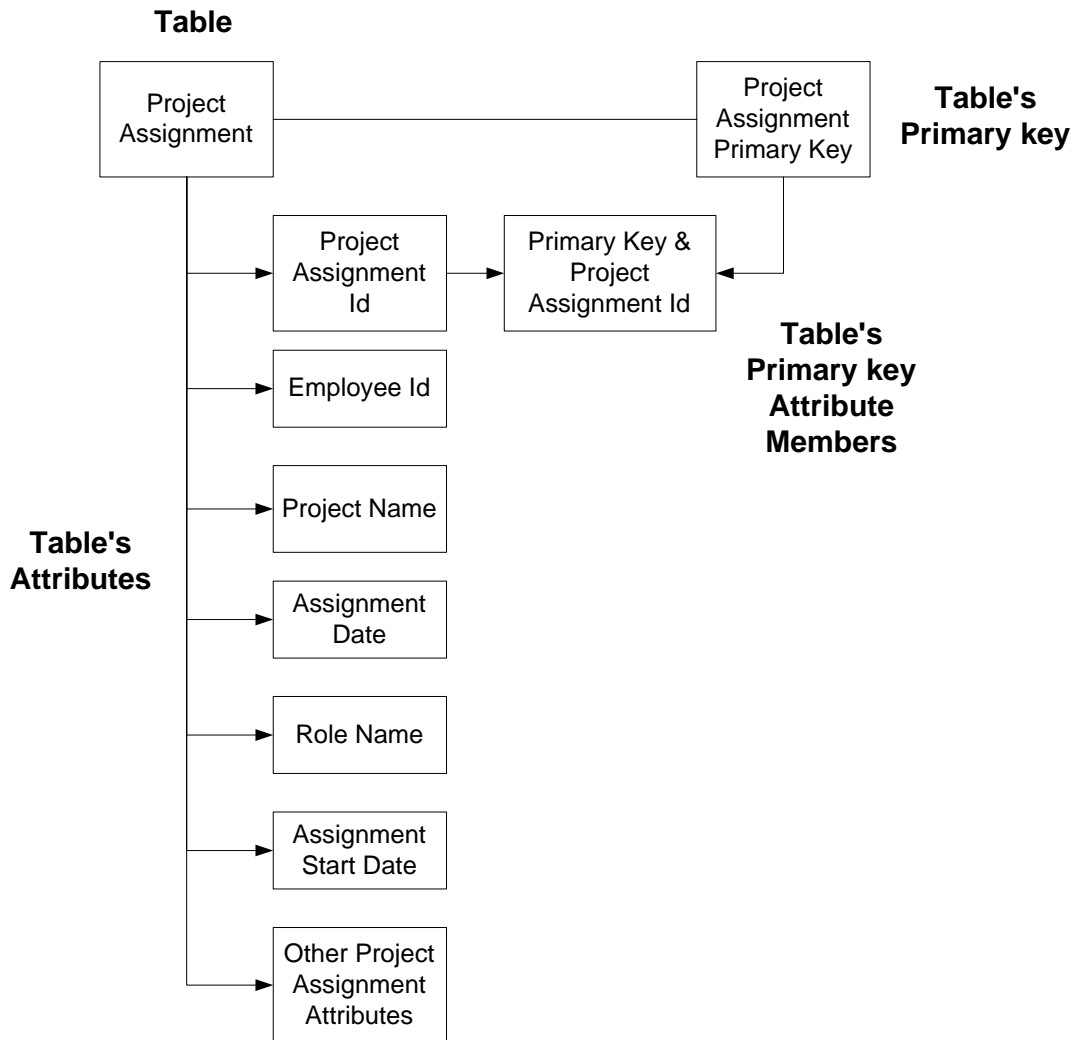 Table
Project
Assignment
Project
Assignment
Primary Key
Table's
Primary key
Project
Assignment
Id
Primary Key &
Project
Assignment Id
Table's
Primary key
Attribute
Members
Employee Id
Project Name
Table's
Attributes
Assignment
Date
Role Name
Assignment
Start Date
Other Project
Assignment
Attributes